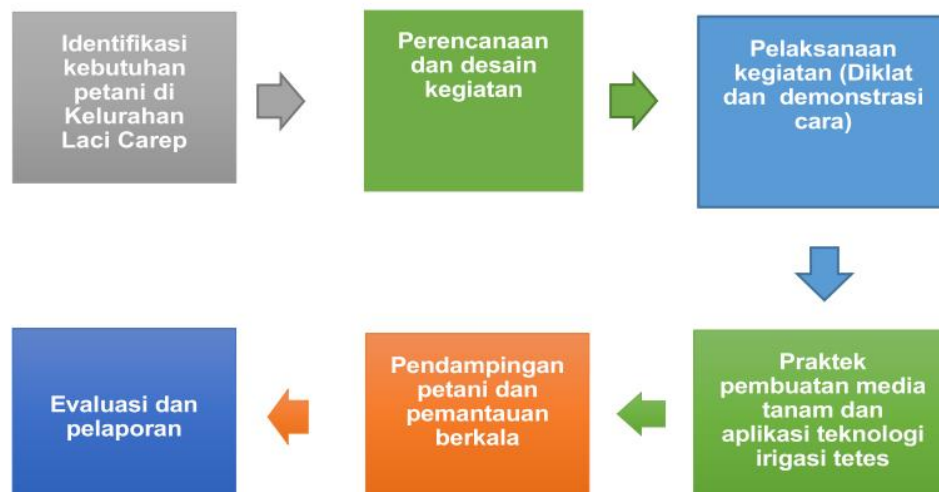 Identifikasi
kebutuhan
petani di
Kelurahan
Laci Carep
Perencanaan
dan desain
kegiatan
Pelaksanaan
kegiatan (Diklat
dan demonstrasi
cara)
Praktek
pembuatan media
tanam dan
aplikasi teknologi
irigasi tetes
Pendampingan
petani dan
pemantauan
berkala
Evaluasi dan
pelaporan